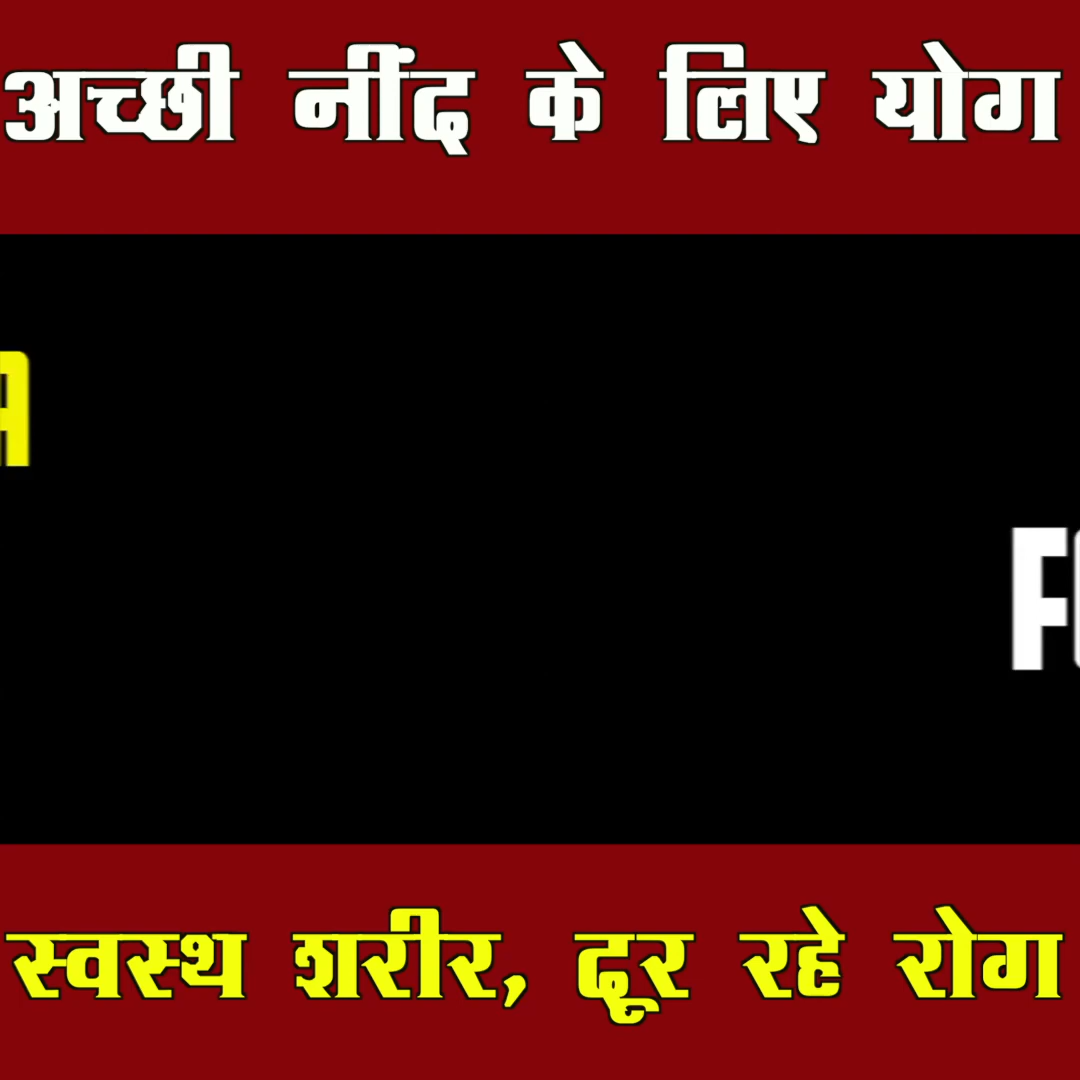 अच्छी नींद के लिए योग
A
स्वस्थ शरीर, दूर रहे रोग